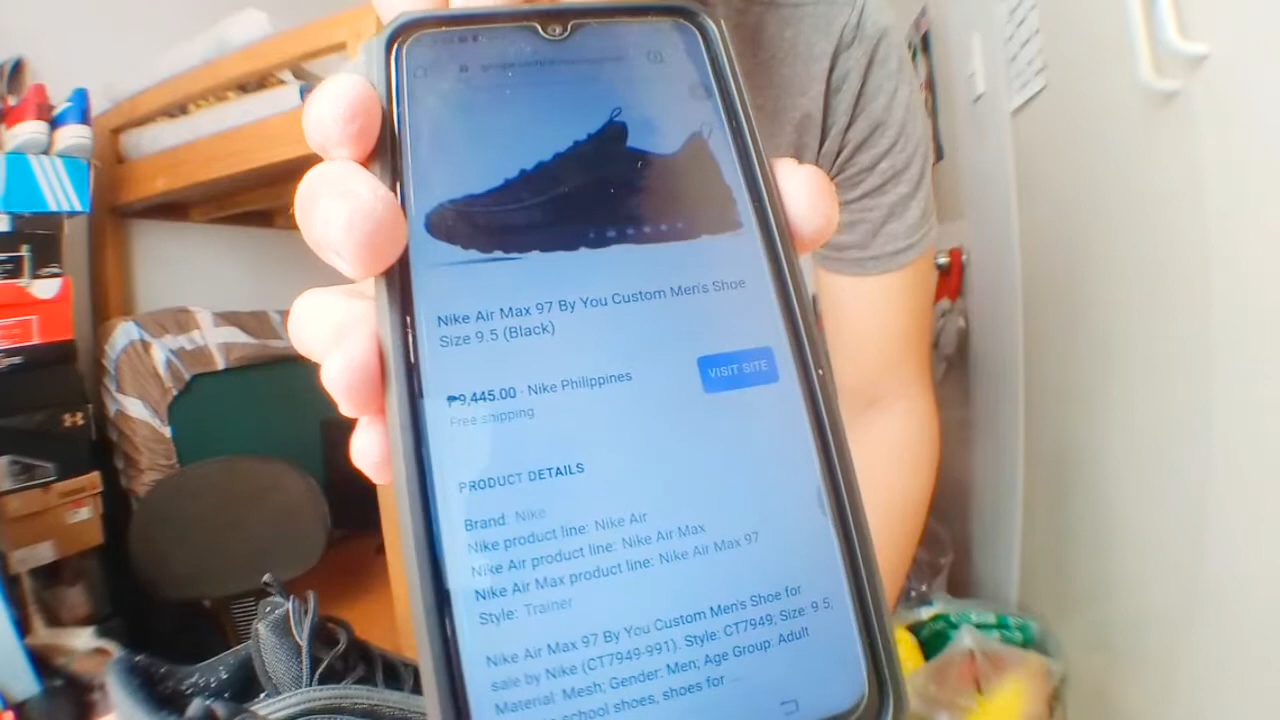 Nike Air Max 97 By You Custom Men's Shoe
Size 9.5 (Black)
₱9,445.00 · Nike Philippines
Free shipping
VISIT SITE
PRODUCT DETAILS
Brand: Nike
Nike product line: Nike Air
Nike Air product line: Nike Air Max
Nike Air Max product line: Nike Air Max 97
Style: Trainer
Nike Air Max 97 By You Custom Men's Shoe for
sale by Nike (CT7949-991). Style: CT7949; Size: 9.5;
Material: Mesh; Gender: Men; Age Group: Adult
school shoes, shoes for